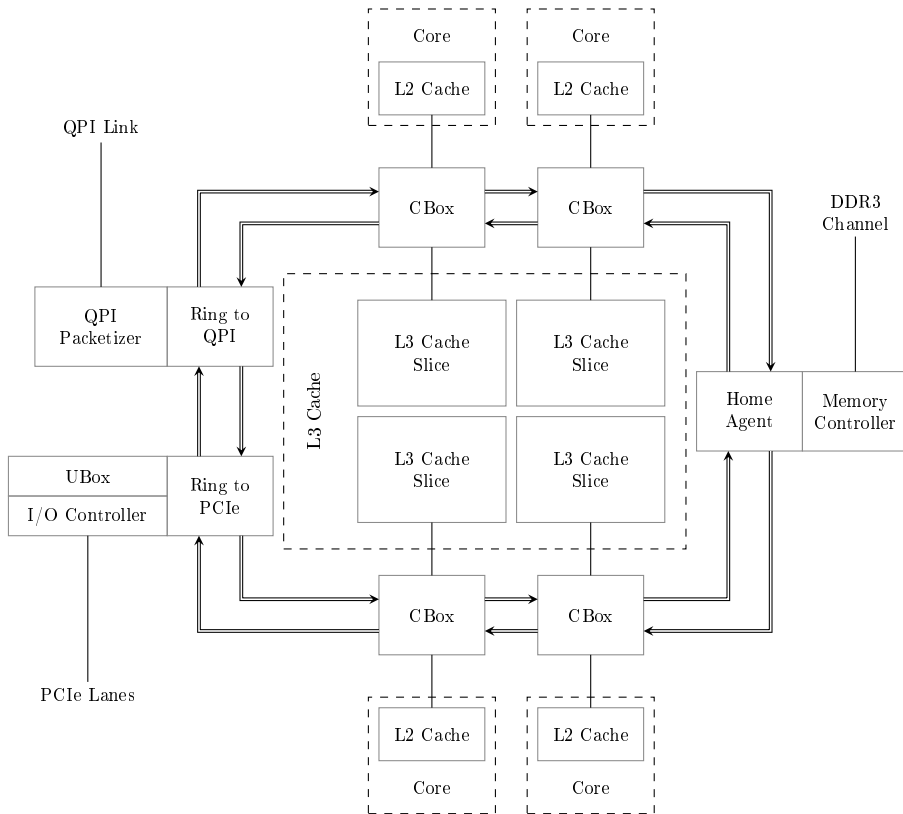 Core
Core
L2 Cache
L2 Cache
QPI Link
CBox
CBox
DDR3
Channel
QPI
Packetizer
Ring to
QPI
L3 Cache
L3 Cache
Slice
L3 Cache
Slice
Home
Agent
Memory
Controller
L3 Cache
Slice
L3 Cache
Slice
UBox
I/O Controller
Ring to
PCIe
CBox
CBox
PCIe Lanes
L2 Cache
L2 Cache
Core
Core